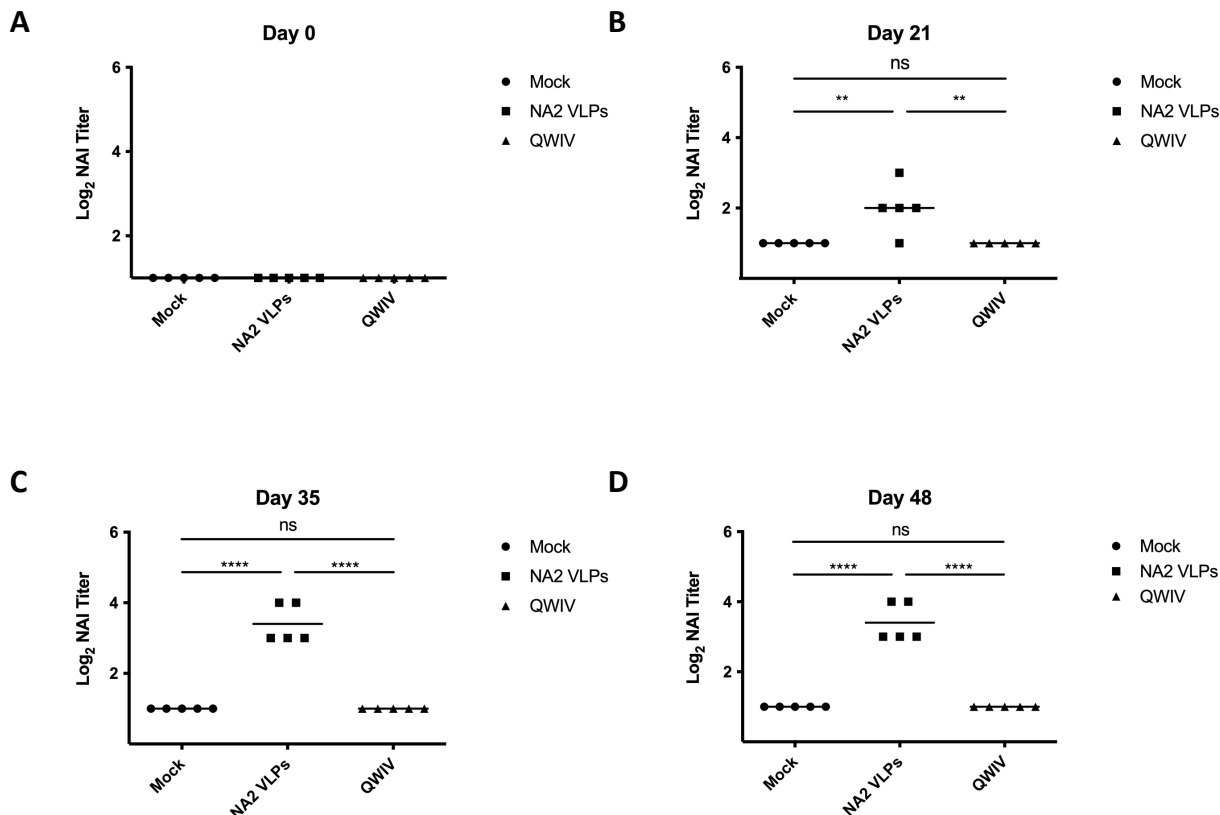 A
Day 0
6
4
2
Log2 NAI Titer
Mock
NA2 VLPs
QWIV
Mock
NA2 VLPs
QWIV
B
Day 21
6
4
2
Log2 NAI Titer
ns
**
**
Mock
NA2 VLPs
QWIV
Mock
NA2 VLPs
QWIV
C
Day 35
6
4
2
Log2 NAI Titer
ns
****
****
Mock
NA2 VLPs
QWIV
Mock
NA2 VLPs
QWIV
D
Day 48
6
4
2
Log2 NAI Titer
ns
****
****
Mock
NA2 VLPs
QWIV
Mock
NA2 VLPs
QWIV